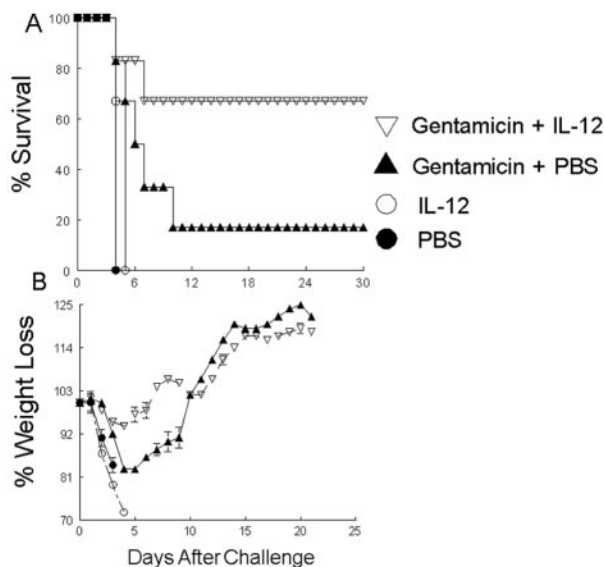 A
100
80
60
40
20
0
% Survival
0 6 12 18 24 30
Gentamicin + IL-12
Gentamicin + PBS
IL-12
PBS
B
125
114
103
92
81
70
% Weight Loss
0 5 10 15 20 25
Days After Challenge